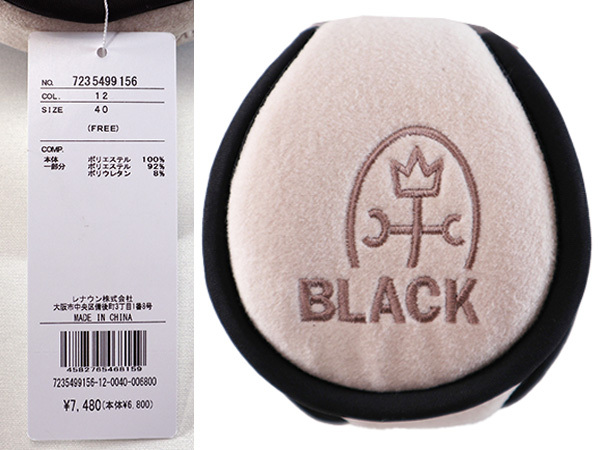 NO. 7235499156
COL. 12
SIZE 40
(FREE)
COMP.
本体 ポリエステル 100%
一部分 ポリエステル 92%
ポリウレタン 8%
レナウン株式会社
大阪市中央区備後町3丁目1番8号
MADE IN CHINA
4582765468159
7235499156-12-0040-006800
¥7,480(本体¥6,800)
BLACK